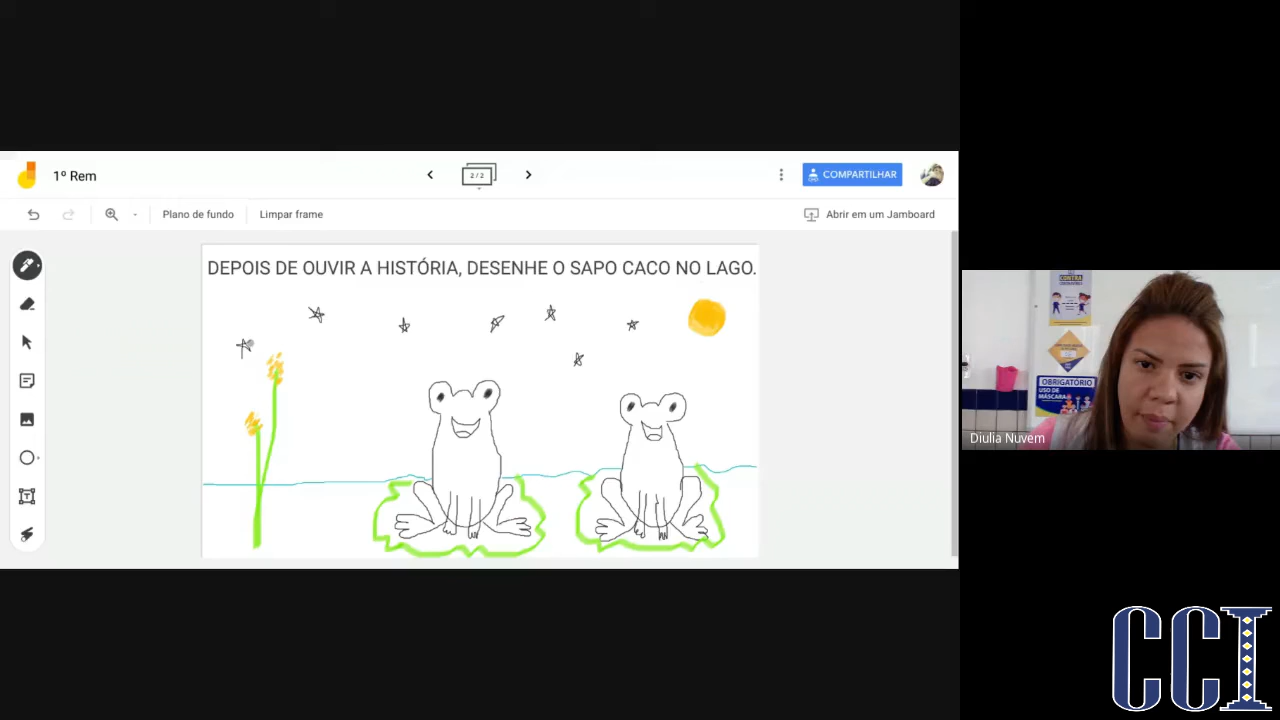 1º Rem
2 / 2
COMPARTILHAR
Plano de fundo
Limpar frame
Abrir em um Jamboard
DEPOIS DE OUVIR A HISTÓRIA, DESENHE O SAPO CACO NO LAGO.
CONTRA
OBRIGATÓRIO
USO DE
MÁSCARA
Diulia Nuvem
CCI